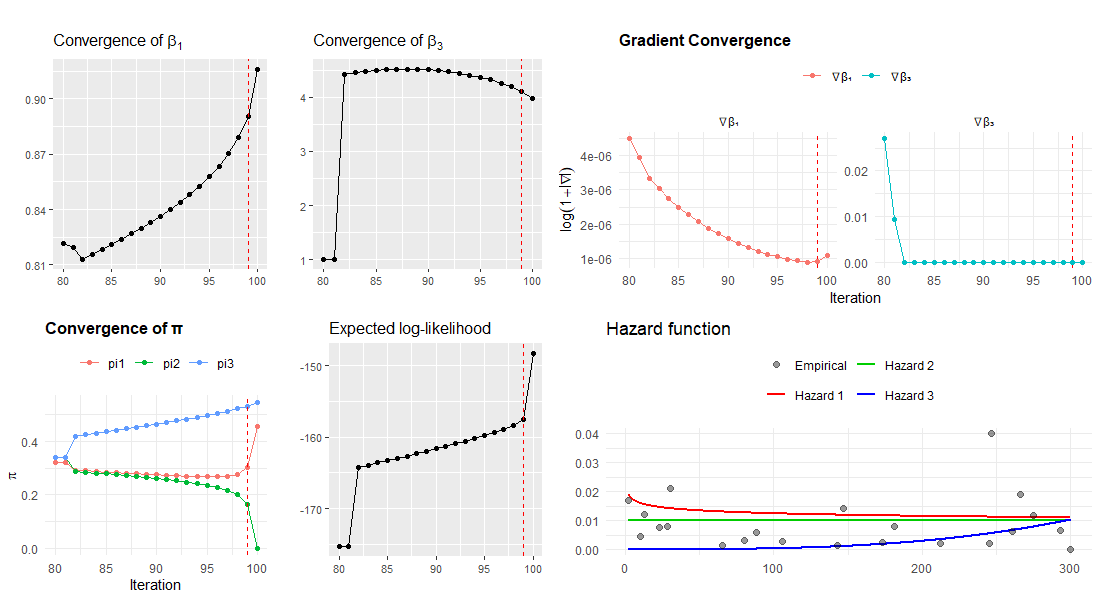 Convergence of β₁
0.90
0.87
0.84
0.81
80 85 90 95 100
Convergence of β₃
4
3
2
1
80 85 90 95 100
Gradient Convergence
∇β₁ ∇β₃
∇β₁
log(1+|∇|)
4e-06
3e-06
2e-06
1e-06
80 85 90 95 100
∇β₃
0.02
0.01
0.00
80 85 90 95 100
Iteration
Convergence of π
pi1 pi2 pi3
π
0.4
0.2
0.0
80 85 90 95 100
Iteration
Expected log-likelihood
-150
-160
-170
80 85 90 95 100
Hazard function
Empirical Hazard 2
Hazard 1 Hazard 3
0.04
0.03
0.02
0.01
0.00
0 100 200 300